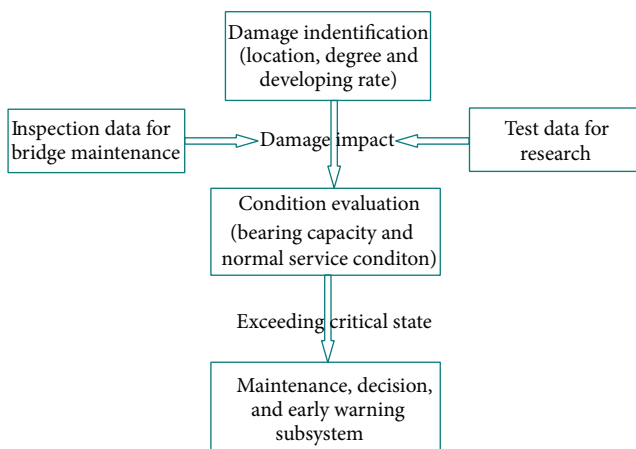 Damage indentification
(location, degree and
developing rate)
Inspection data for
bridge maintenance
Damage impact
Test data for
research
Condition evaluation
(bearing capacity and
normal service conditon)
Exceeding critical state
Maintenance, decision,
and early warning
subsystem